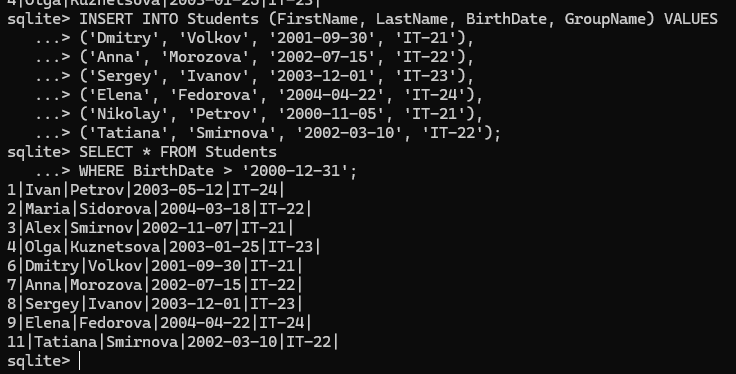 4|Olga|Kuznetsova|2003-01-25|IT-23|
sqlite> INSERT INTO Students (FirstName, LastName, BirthDate, GroupName) VALUES
   ...> ('Dmitry', 'Volkov', '2001-09-30', 'IT-21'),
   ...> ('Anna', 'Morozova', '2002-07-15', 'IT-22'),
   ...> ('Sergey', 'Ivanov', '2003-12-01', 'IT-23'),
   ...> ('Elena', 'Fedorova', '2004-04-22', 'IT-24'),
   ...> ('Nikolay', 'Petrov', '2000-11-05', 'IT-21'),
   ...> ('Tatiana', 'Smirnova', '2002-03-10', 'IT-22');
sqlite> SELECT * FROM Students
   ...> WHERE BirthDate > '2000-12-31';
1|Ivan|Petrov|2003-05-12|IT-24|
2|Maria|Sidorova|2004-03-18|IT-22|
3|Alex|Smirnov|2002-11-07|IT-21|
4|Olga|Kuznetsova|2003-01-25|IT-23|
6|Dmitry|Volkov|2001-09-30|IT-21|
7|Anna|Morozova|2002-07-15|IT-22|
8|Sergey|Ivanov|2003-12-01|IT-23|
9|Elena|Fedorova|2004-04-22|IT-24|
11|Tatiana|Smirnova|2002-03-10|IT-22|
sqlite>